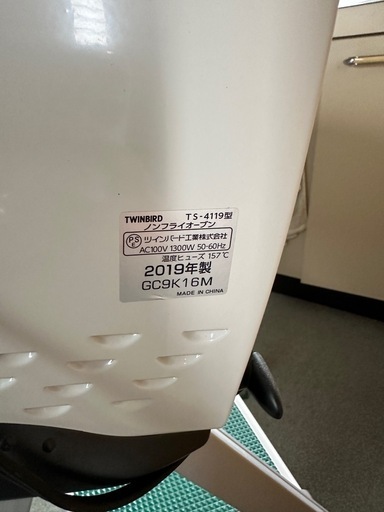 TWINBIRD TS-4119型
ノンフライオーブン
PSE ツインバード工業株式会社
AC100V 1300W 50-60Hz
温度ヒューズ 157℃
2019年製
GC9K16M
MADE IN CHINA